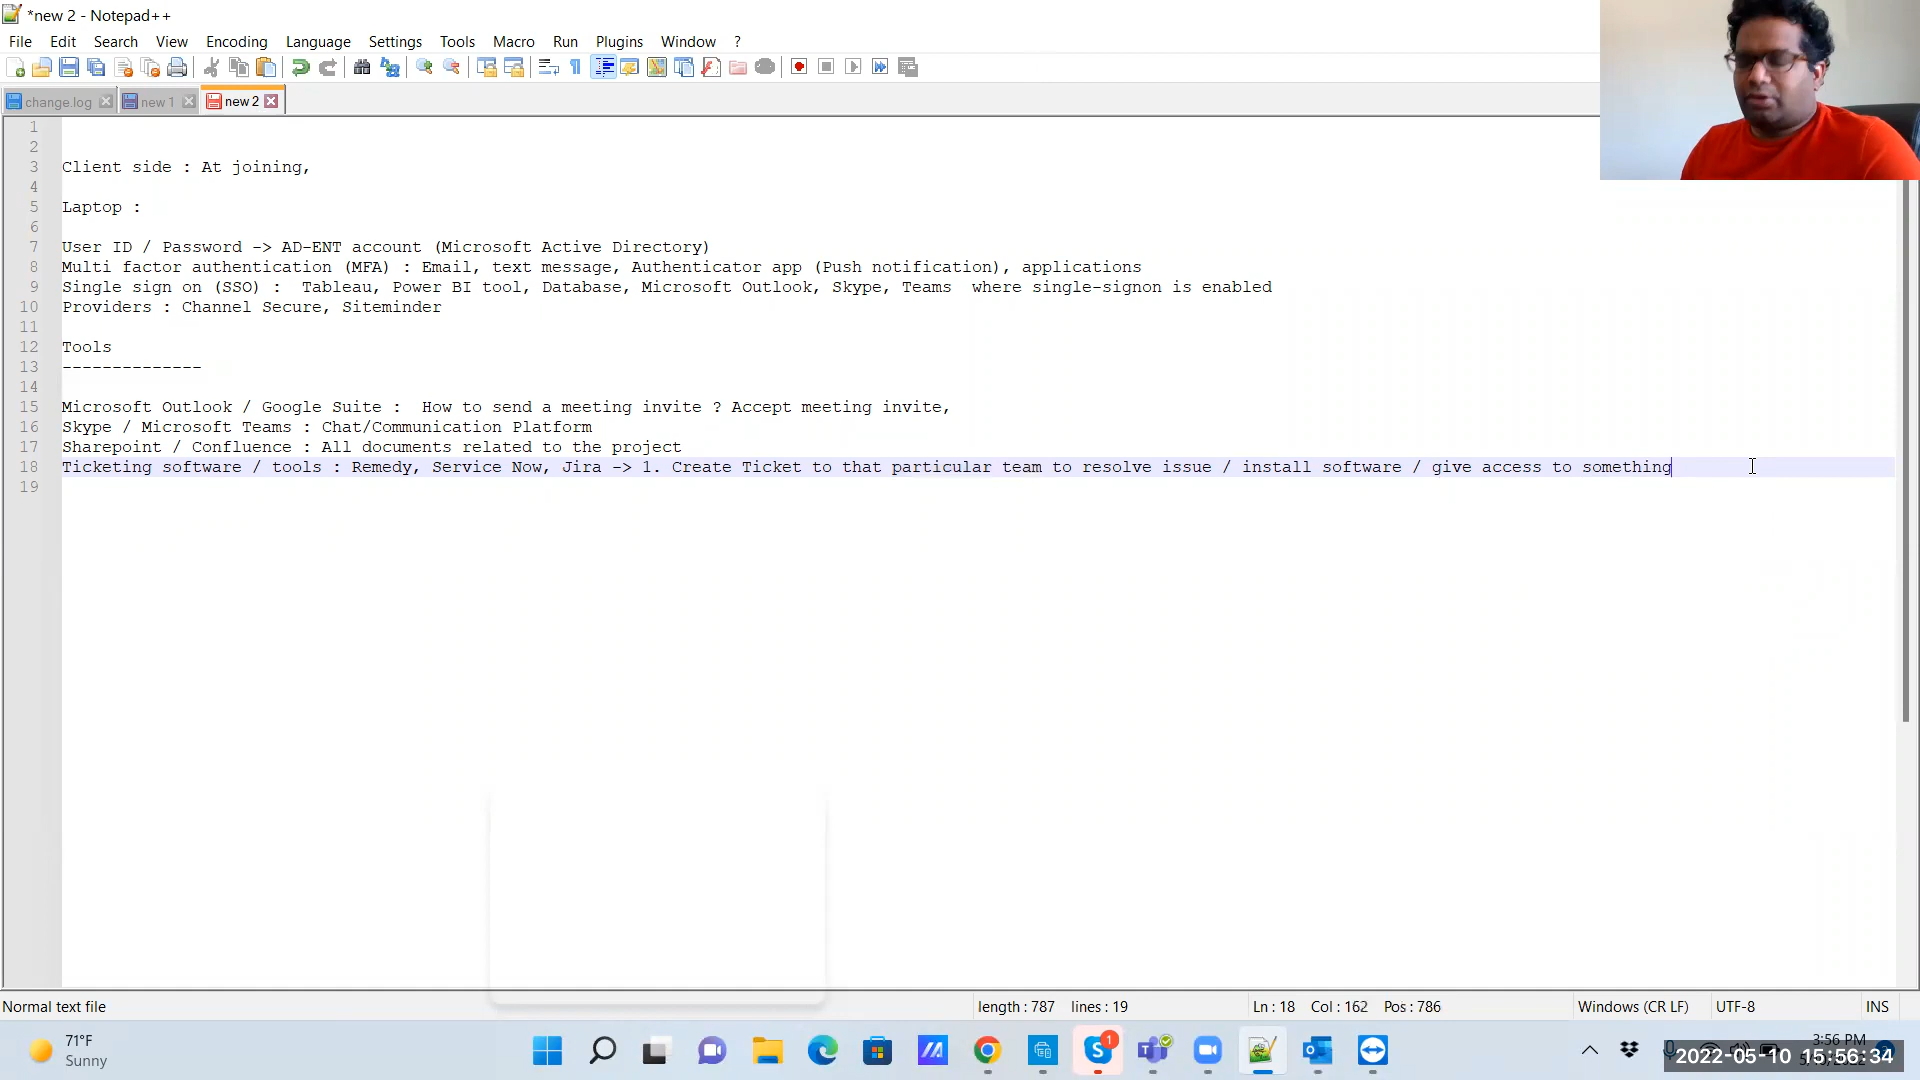 *new 2 - Notepad++
File Edit Search View Encoding Language Settings Tools Macro Run Plugins Window ?
change.log new 1 new 2
1
2
3 Client side : At joining,
4
5 Laptop :
6
7 User ID / Password -> AD-ENT account (Microsoft Active Directory)
8 Multi factor authentication (MFA) : Email, text message, Authenticator app (Push notification), applications
9 Single sign on (SSO) :  Tableau, Power BI tool, Database, Microsoft Outlook, Skype, Teams  where single-signon is enabled
10 Providers : Channel Secure, Siteminder
11
12 Tools
13 --------------
14
15 Microsoft Outlook / Google Suite :  How to send a meeting invite ? Accept meeting invite,
16 Skype / Microsoft Teams : Chat/Communication Platform
17 Sharepoint / Confluence : All documents related to the project
18 Ticketing software / tools : Remedy, Service Now, Jira -> 1. Create Ticket to that particular team to resolve issue / install software / give access to something
19
Normal text file length : 787 lines : 19 Ln : 18 Col : 162 Pos : 786 Windows (CR LF) UTF-8 INS
71°F
Sunny
1
3:56 PM
2022-05-10 15:56:34